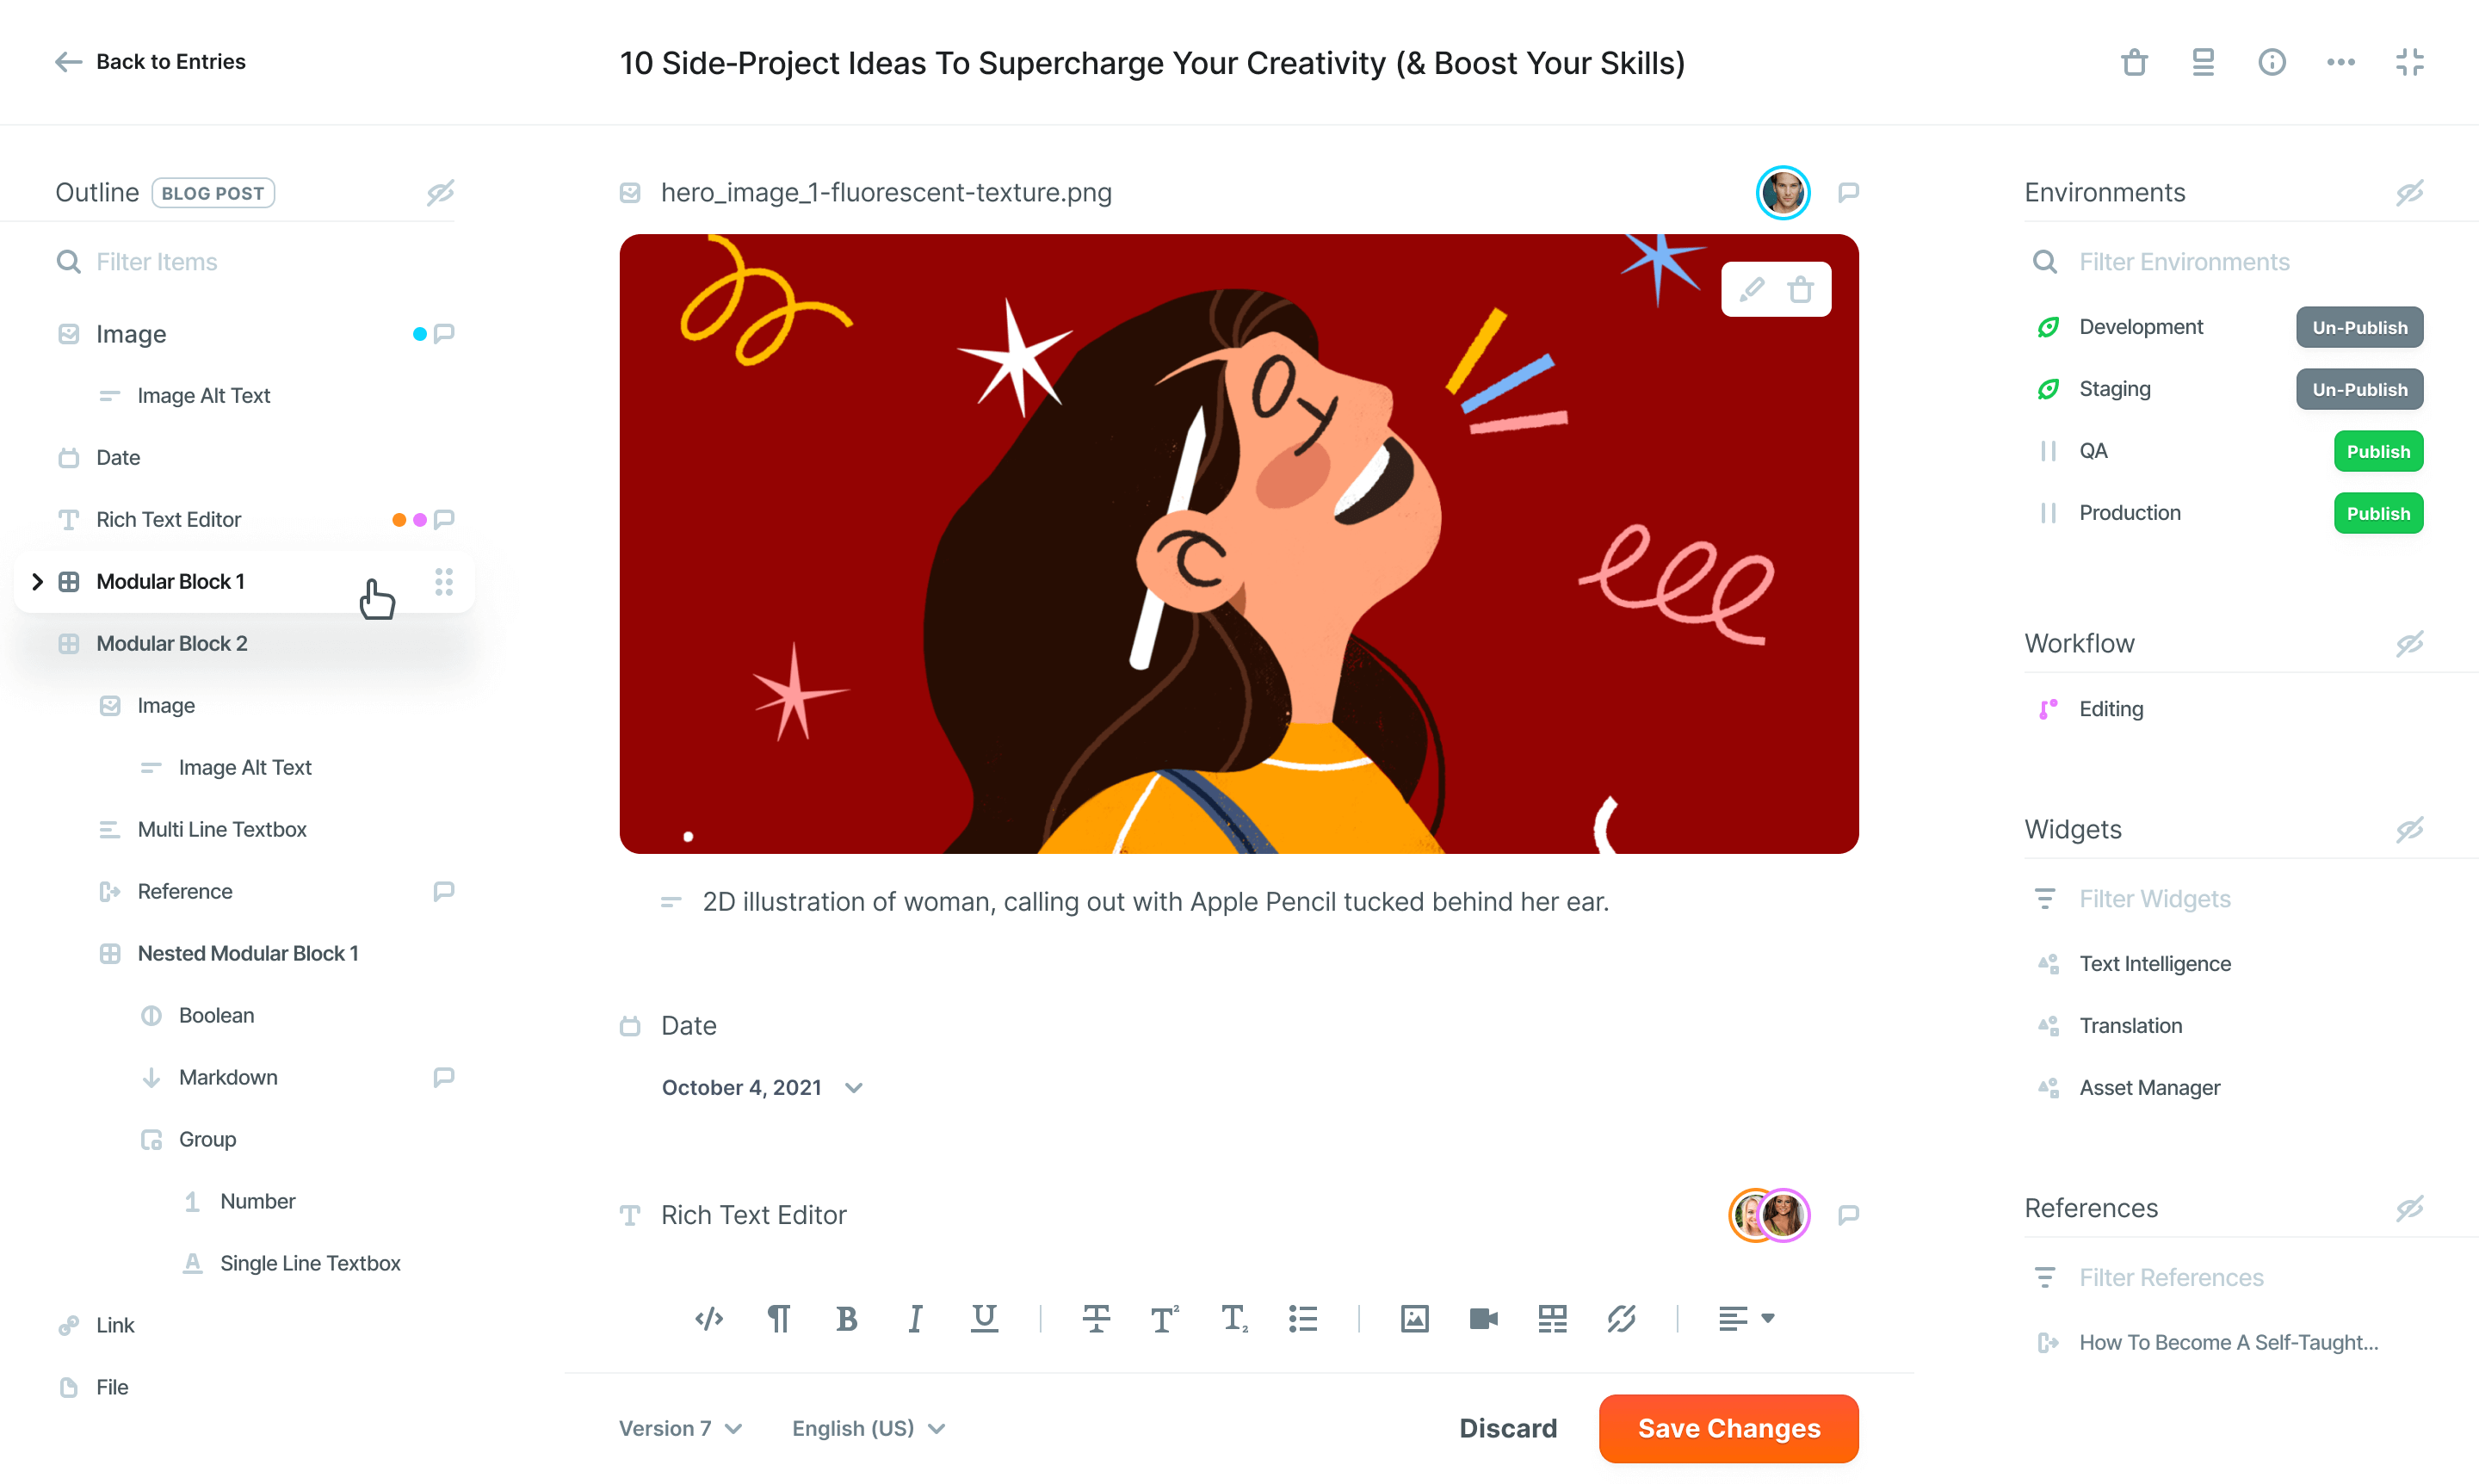 Back to Entries
10 Side-Project Ideas To Supercharge Your Creativity (& Boost Your Skills)
Outline
BLOG POST
Filter Items
Image
Image Alt Text
Date
Rich Text Editor
Modular Block 1
Modular Block 2
Image
Image Alt Text
Multi Line Textbox
Reference
Nested Modular Block 1
Boolean
Markdown
Group
Number
Single Line Textbox
Link
File
hero_image_1-fluorescent-texture.png
2D illustration of woman, calling out with Apple Pencil tucked behind her ear.
Date
October 4, 2021
Rich Text Editor
Version 7
English (US)
Discard
Save Changes
Environments
Filter Environments
Development
Un-Publish
Staging
Un-Publish
QA
Publish
Production
Publish
Workflow
Editing
Widgets
Filter Widgets
Text Intelligence
Translation
Asset Manager
References
Filter References
How To Become A Self-Taught...